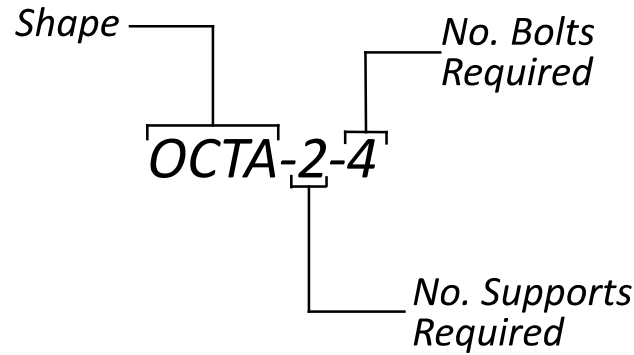 Shape
No. Bolts
Required
OCTA-2-4
No. Supports
Required